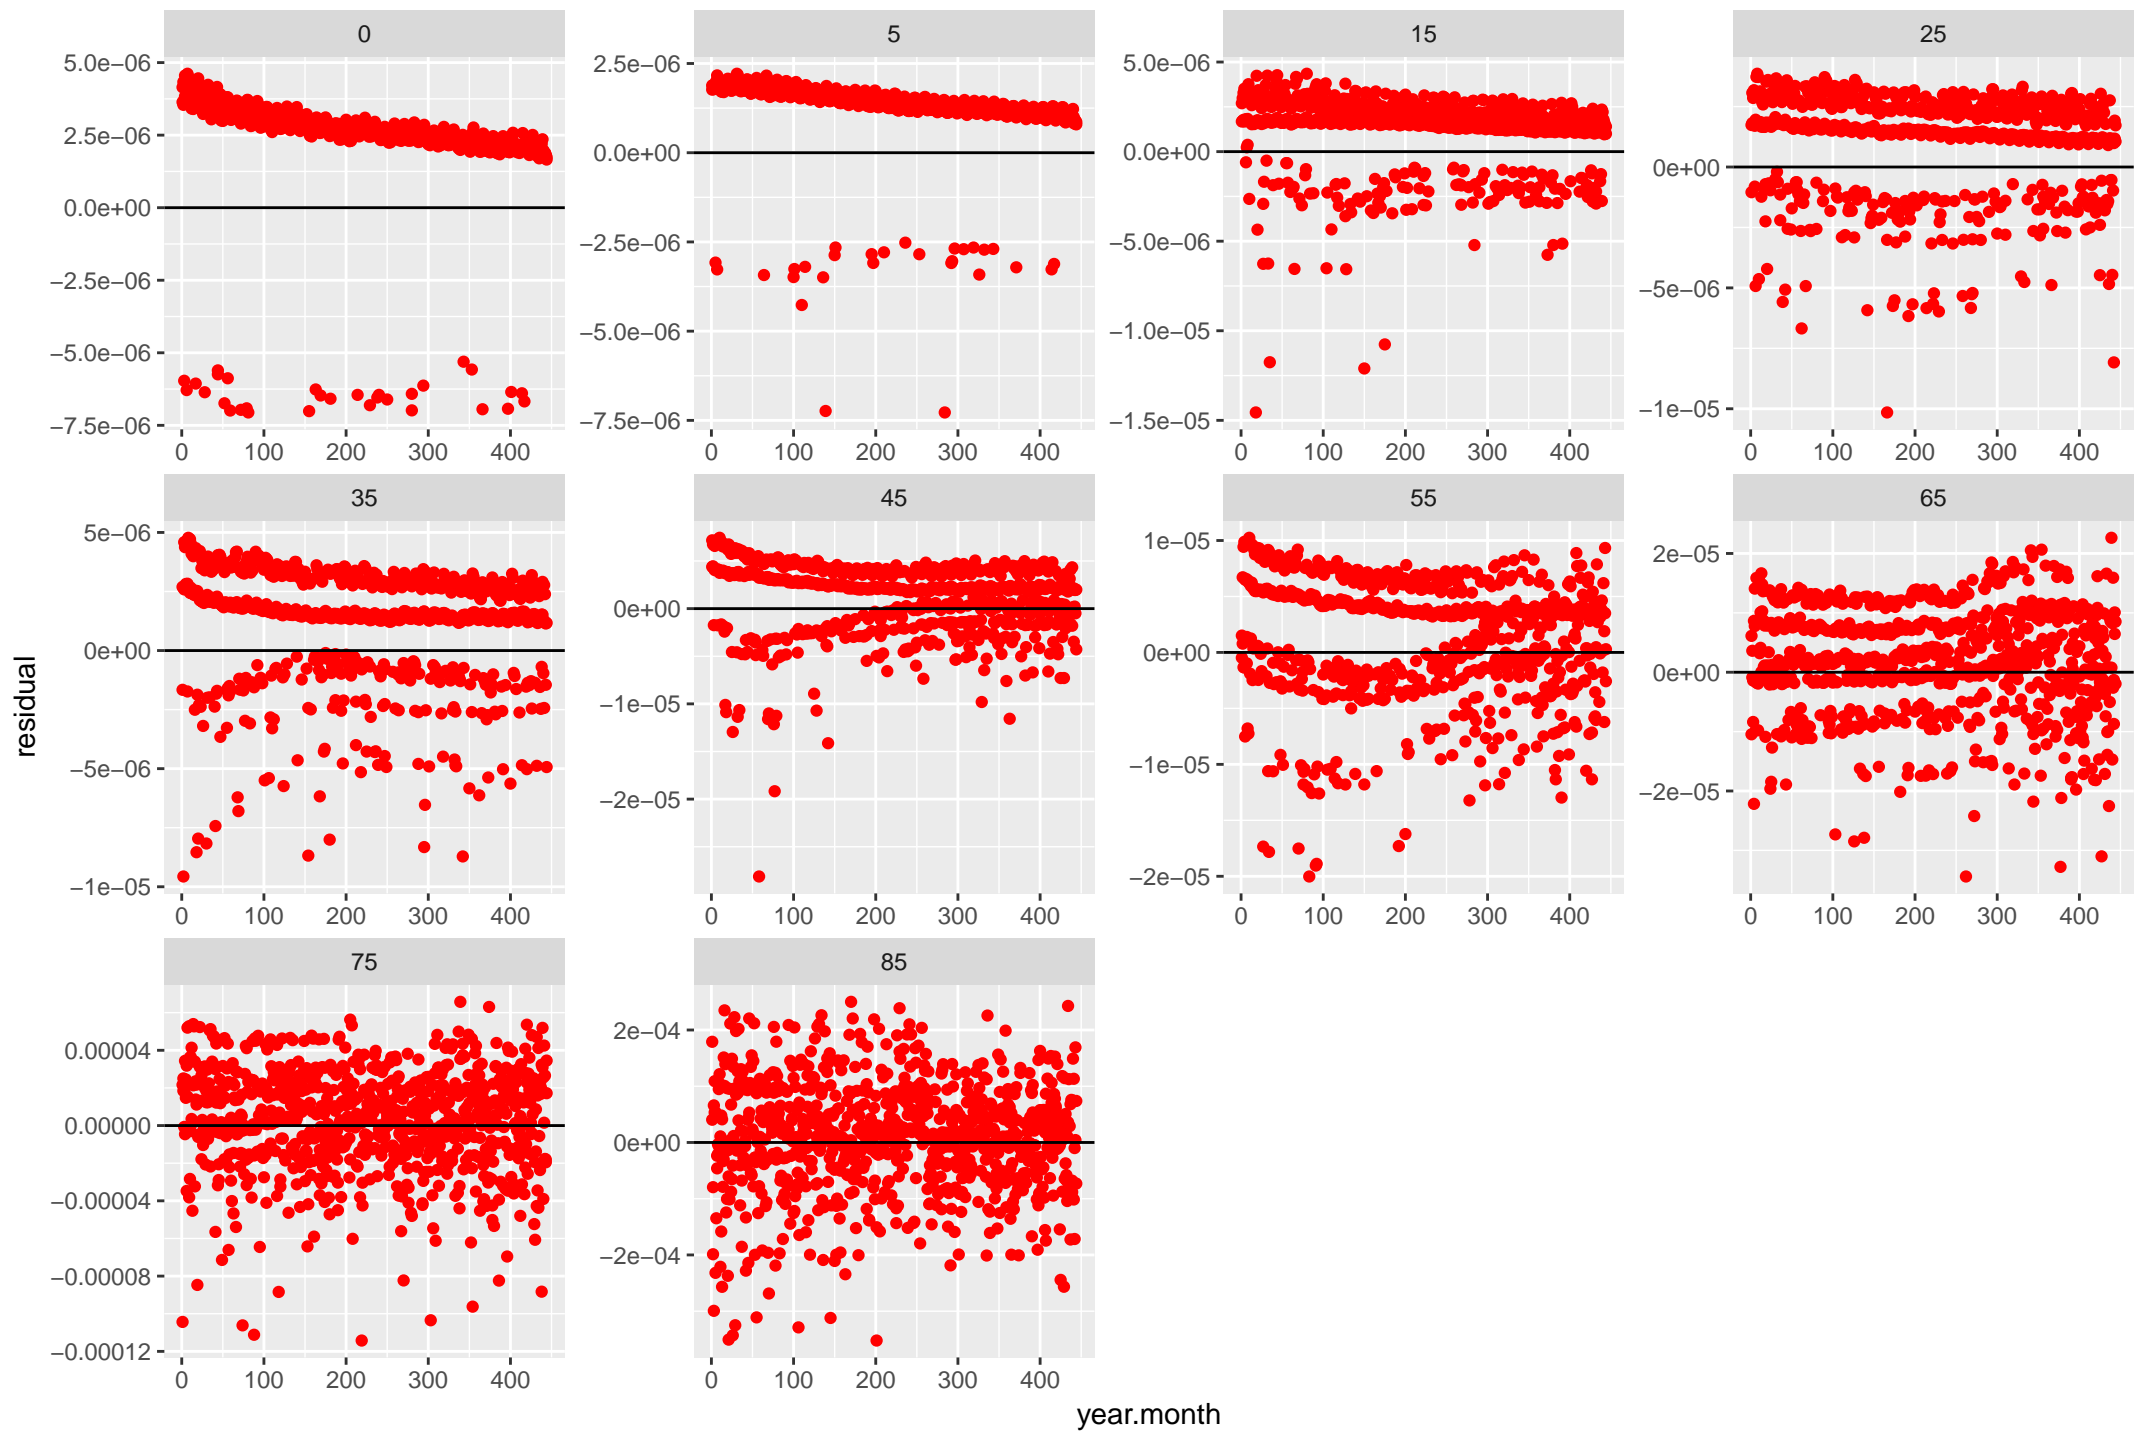 0
5.0e−06
2.5e−06
0.0e+00
−2.5e−06
−5.0e−06
−7.5e−06
0 100 200 300 400
5
2.5e−06
0.0e+00
−2.5e−06
−5.0e−06
−7.5e−06
0 100 200 300 400
15
5.0e−06
0.0e+00
−5.0e−06
−1.0e−05
−1.5e−05
0 100 200 300 400
25
0e+00
−5e−06
−1e−05
0 100 200 300 400
residual
35
5e−06
0e+00
−5e−06
−1e−05
0 100 200 300 400
45
0e+00
−1e−05
−2e−05
0 100 200 300 400
55
1e−05
0e+00
−1e−05
−2e−05
0 100 200 300 400
65
2e−05
0e+00
−2e−05
0 100 200 300 400
75
0.00004
0.00000
−0.00004
−0.00008
−0.00012
0 100 200 300 400
85
2e−04
0e+00
−2e−04
0 100 200 300 400
year.month